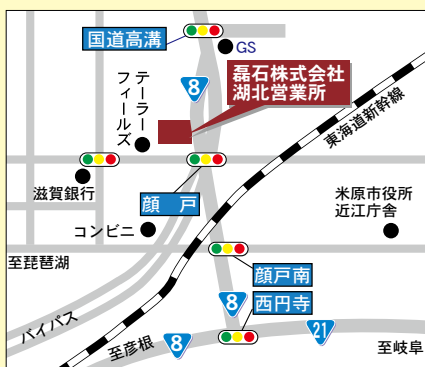 国道高溝
GS
8
磊石株式会社
湖北営業所
テーラー
フィールズ
東海道新幹線
滋賀銀行
顔 戸
米原市役所
近江庁舎
コンビニ
至琵琶湖
顔戸南
8
西円寺
バイパス
至彦根
8
21
至岐阜